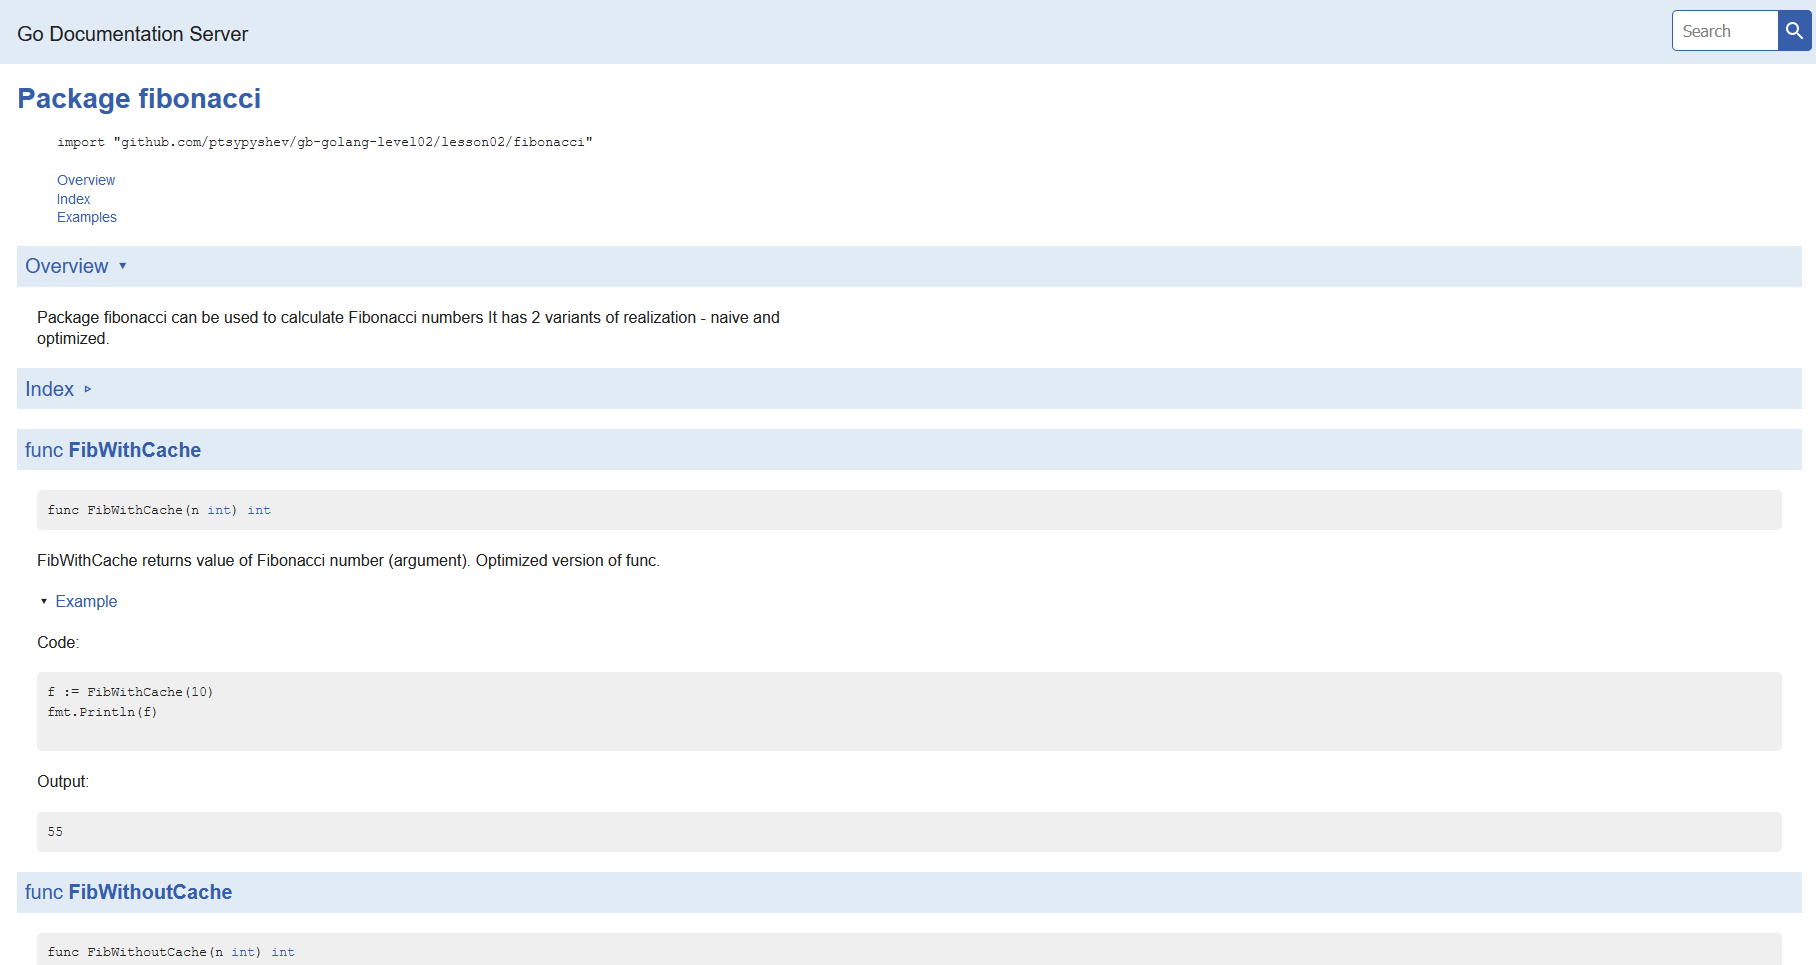 Go Documentation Server
Search
Package fibonacci
import "github.com/ptsypyshev/gb-golang-level02/lesson02/fibonacci"
Overview
Index
Examples
Overview ▾
Package fibonacci can be used to calculate Fibonacci numbers It has 2 variants of realization - naive and
optimized.
Index ▹
func FibWithCache
func FibWithCache(n int) int
FibWithCache returns value of Fibonacci number (argument). Optimized version of func.
▾ Example
Code:
f := FibWithCache(10)
fmt.Println(f)
Output:
55
func FibWithoutCache
func FibWithoutCache(n int) int